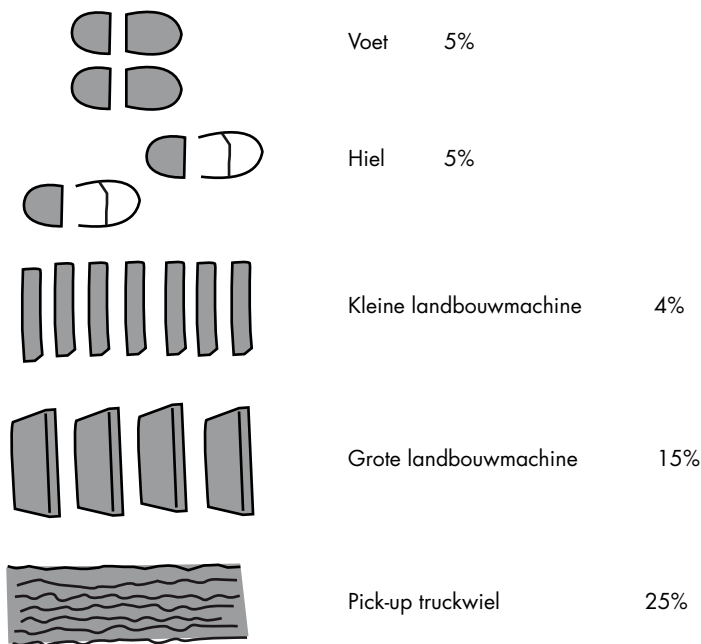 Voet 5%
Hiel 5%
Kleine landbouwmachine 4%
Grote landbouwmachine 15%
Pick-up truckwiel 25%